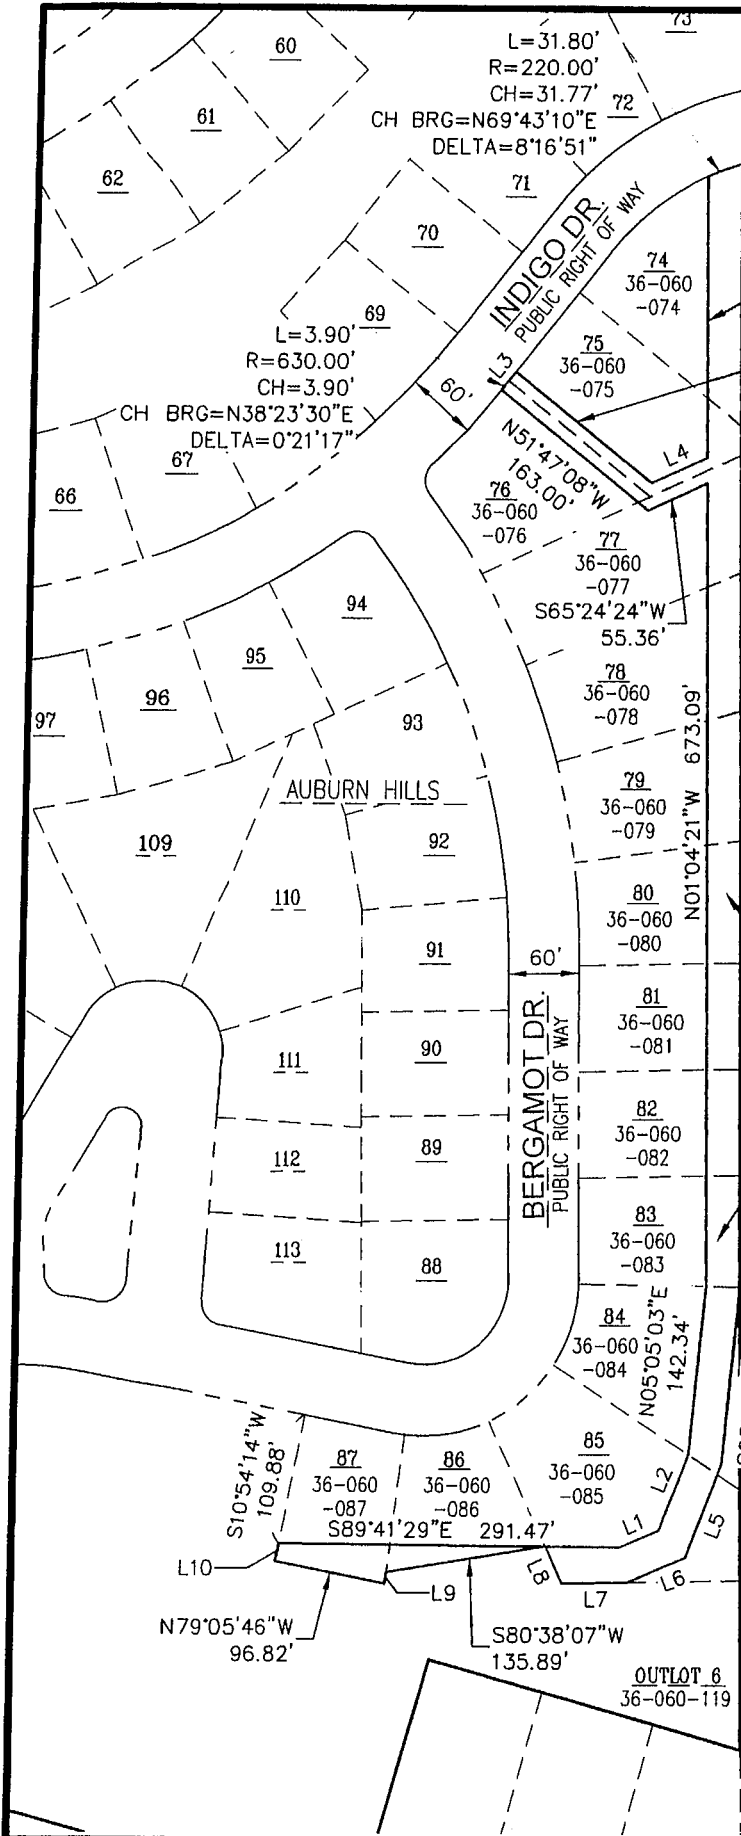 73
60
L=31.80'
R=220.00'
CH=31.77'
CH BRG=N69°43'10"E
DELTA=8°16'51"
72
61
62
71
70
69
INDIGO DR.
PUBLIC RIGHT OF WAY
74
36-060
-074
75
36-060
-075
L=3.90'
R=630.00'
CH=3.90'
CH BRG=N38°23'30"E
DELTA=0°21'17"
L3
60'
N51°47'08"W
163.00'
L4
67
66
76
36-060
-076
77
36-060
-077
S65°24'24"W
55.36'
94
95
96
97
93
78
36-060
-078
N01°04'21"W 673.09'
79
36-060
-079
AUBURN HILLS
109
92
110
80
36-060
-080
91
60'
81
36-060
-081
BERGAMOT DR.
PUBLIC RIGHT OF WAY
90
111
82
36-060
-082
89
112
83
36-060
-083
88
113
84
36-060
-084
N05°05'03"E
142.34'
S10°54'14"W
109.88'
87
36-060
-087
86
36-060
-086
85
36-060
-085
L2
L1
L5
S89°41'29"E 291.47'
L10
L9
L8
L7
L6
N79°05'46"W
96.82'
S80°38'07"W
135.89'
OUTLOT 6
36-060-119